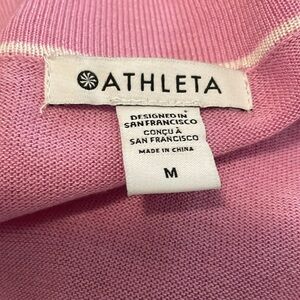 ATHLETA
DESIGNED IN
SAN FRANCISCO
CONÇU À
SAN FRANCISCO
MADE IN CHINA
M